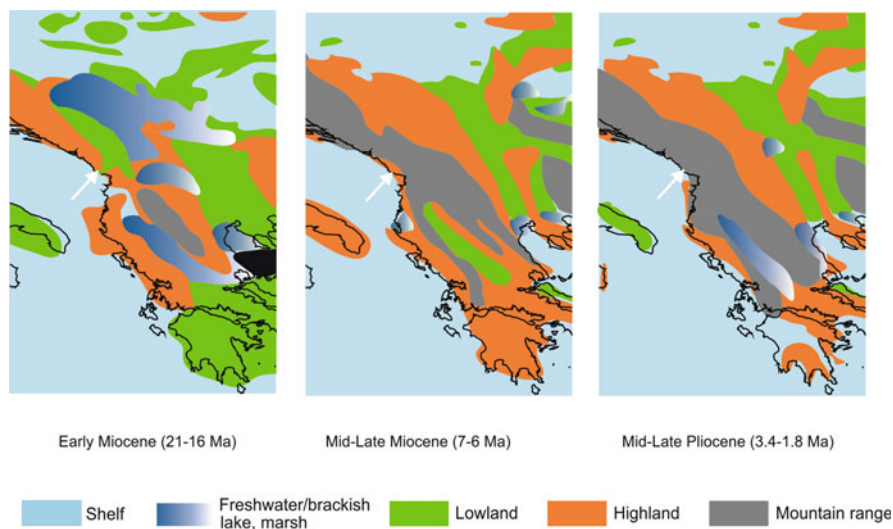 Early Miocene (21-16 Ma)
Mid-Late Miocene (7-6 Ma)
Mid-Late Pliocene (3.4-1.8 Ma)
Shelf
Freshwater/brackish
lake, marsh
Lowland
Highland
Mountain range